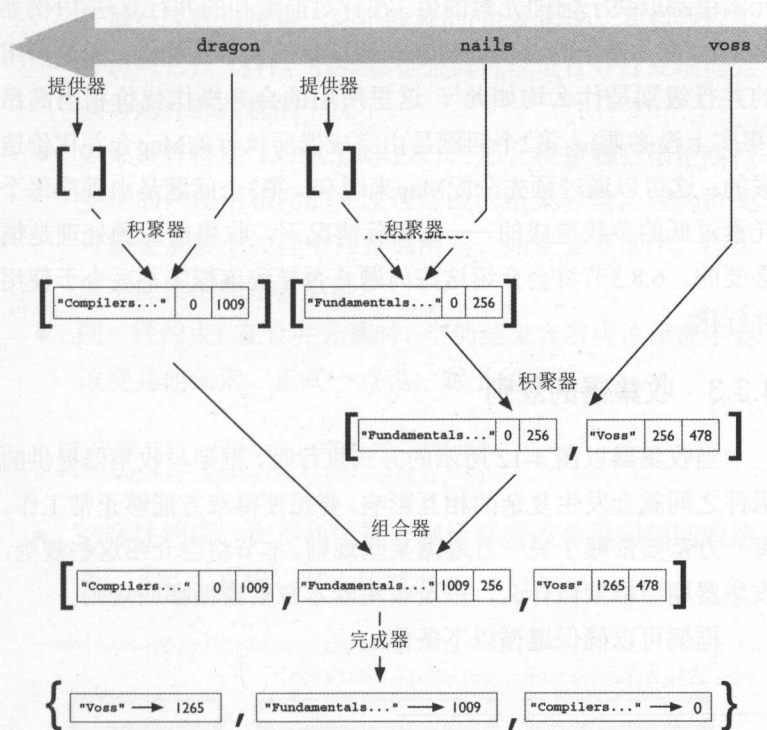 dragon nails voss
提供器 提供器
[ ] [ ]
积聚器 积聚器
["Compilers..." 0 1009] ["Fundamentals..." 0 256]
积聚器
["Fundamentals..." 0 256 , "Voss" 256 478]
组合器
["Compilers..." 0 1009 , "Fundamentals..." 1009 256 , "Voss" 1265 478]
完成器
{"Voss" → 1265 , "Fundamentals..." → 1009 , "Compilers..." → 0}